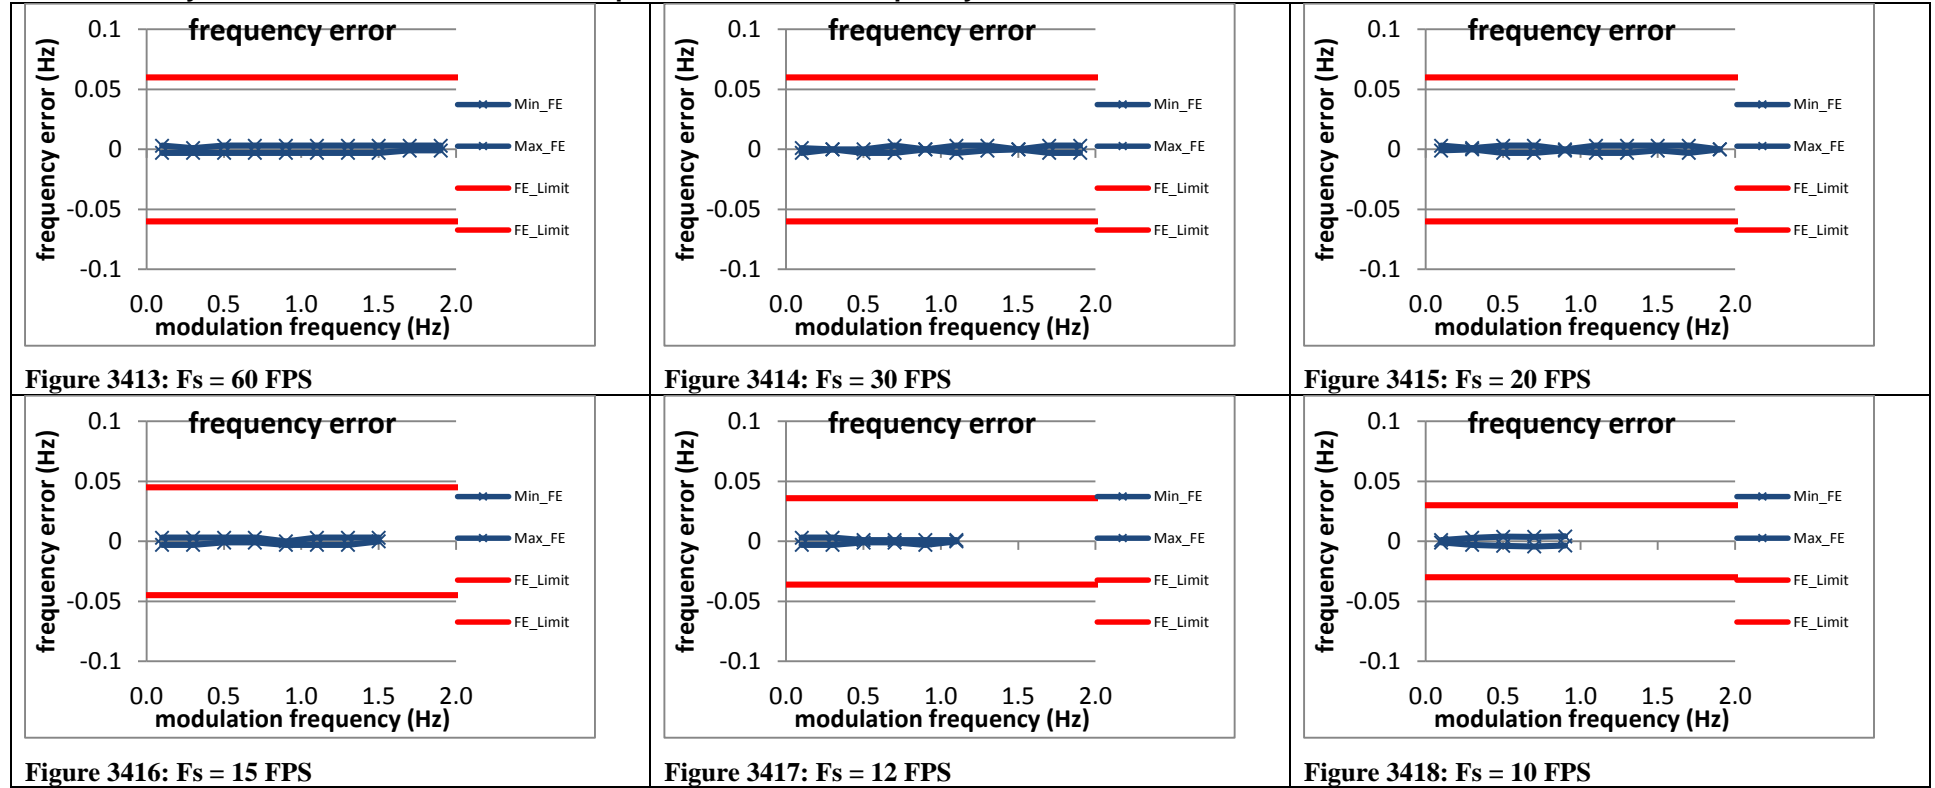 frequency error
frequency error (Hz)
0.1
0.05
0
-0.05
-0.1
0.0 0.5 1.0 1.5 2.0
modulation frequency (Hz)
Min_FE
Max_FE
FE_Limit
FE_Limit
Figure 3413: Fs = 60 FPS
frequency error
frequency error (Hz)
0.1
0.05
0
-0.05
-0.1
0.0 0.5 1.0 1.5 2.0
modulation frequency (Hz)
Min_FE
Max_FE
FE_Limit
FE_Limit
Figure 3414: Fs = 30 FPS
frequency error
frequency error (Hz)
0.1
0.05
0
-0.05
-0.1
0.0 0.5 1.0 1.5 2.0
modulation frequency (Hz)
Min_FE
Max_FE
FE_Limit
FE_Limit
Figure 3415: Fs = 20 FPS
frequency error
frequency error (Hz)
0.1
0.05
0
-0.05
-0.1
0.0 0.5 1.0 1.5 2.0
modulation frequency (Hz)
Min_FE
Max_FE
FE_Limit
FE_Limit
Figure 3416: Fs = 15 FPS
frequency error
frequency error (Hz)
0.1
0.05
0
-0.05
-0.1
0.0 0.5 1.0 1.5 2.0
modulation frequency (Hz)
Min_FE
Max_FE
FE_Limit
FE_Limit
Figure 3417: Fs = 12 FPS
frequency error
frequency error (Hz)
0.1
0.05
0
-0.05
-0.1
0.0 0.5 1.0 1.5 2.0
modulation frequency (Hz)
Min_FE
Max_FE
FE_Limit
FE_Limit
Figure 3418: Fs = 10 FPS